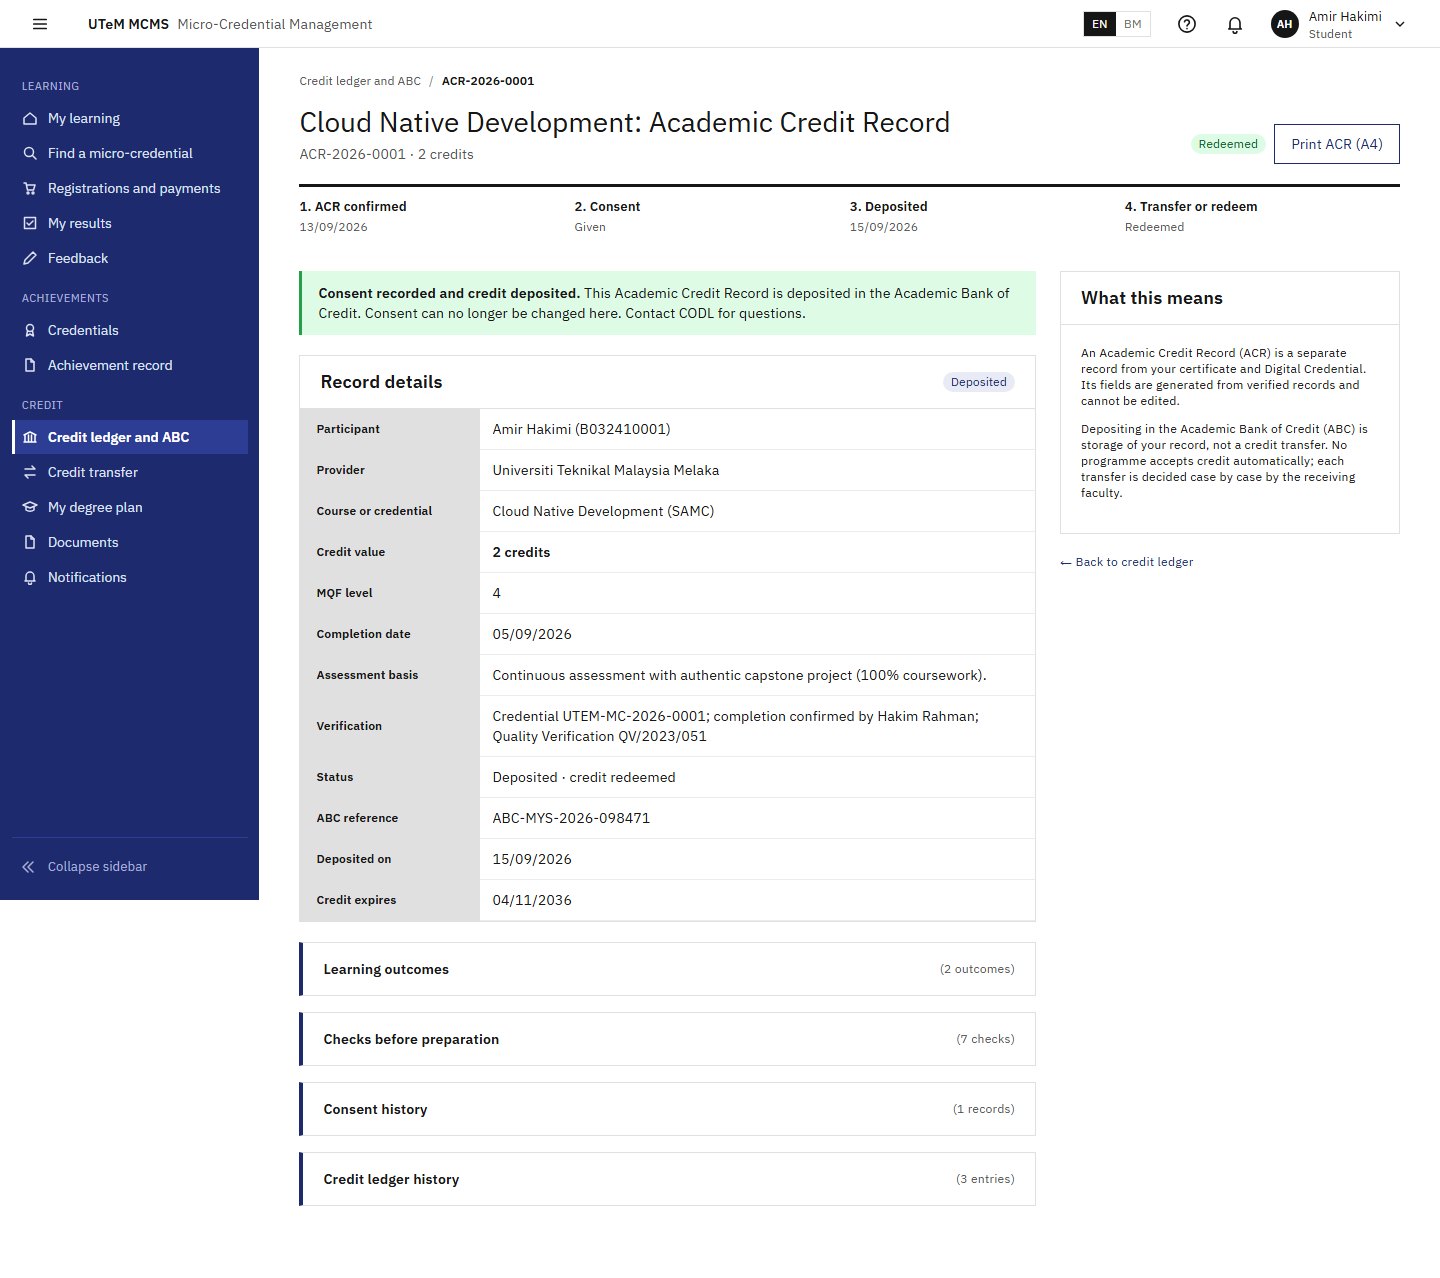 UTeM MCMS Micro-Credential Management
EN BM
AH
Amir Hakimi
Student
LEARNING
My learning
Find a micro-credential
Registrations and payments
My results
Feedback
ACHIEVEMENTS
Credentials
Achievement record
CREDIT
Credit ledger and ABC
Credit transfer
My degree plan
Documents
Notifications
Collapse sidebar
Credit ledger and ABC / ACR-2026-0001
Cloud Native Development: Academic Credit Record
ACR-2026-0001 · 2 credits
Redeemed
Print ACR (A4)
1. ACR confirmed
13/09/2026
2. Consent
Given
3. Deposited
15/09/2026
4. Transfer or redeem
Redeemed
Consent recorded and credit deposited. This Academic Credit Record is deposited in the Academic Bank of
Credit. Consent can no longer be changed here. Contact CODL for questions.
Record details
Deposited
Participant Amir Hakimi (B032410001)
Provider Universiti Teknikal Malaysia Melaka
Course or credential Cloud Native Development (SAMC)
Credit value 2 credits
MQF level 4
Completion date 05/09/2026
Assessment basis Continuous assessment with authentic capstone project (100% coursework).
Verification Credential UTEM-MC-2026-0001; completion confirmed by Hakim Rahman;
Quality Verification QV/2023/051
Status Deposited · credit redeemed
ABC reference ABC-MYS-2026-098471
Deposited on 15/09/2026
Credit expires 04/11/2036
Learning outcomes (2 outcomes)
Checks before preparation (7 checks)
Consent history (1 records)
Credit ledger history (3 entries)
What this means
An Academic Credit Record (ACR) is a separate
record from your certificate and Digital Credential.
Its fields are generated from verified records and
cannot be edited.
Depositing in the Academic Bank of Credit (ABC) is
storage of your record, not a credit transfer. No
programme accepts credit automatically; each
transfer is decided case by case by the receiving
faculty.
← Back to credit ledger